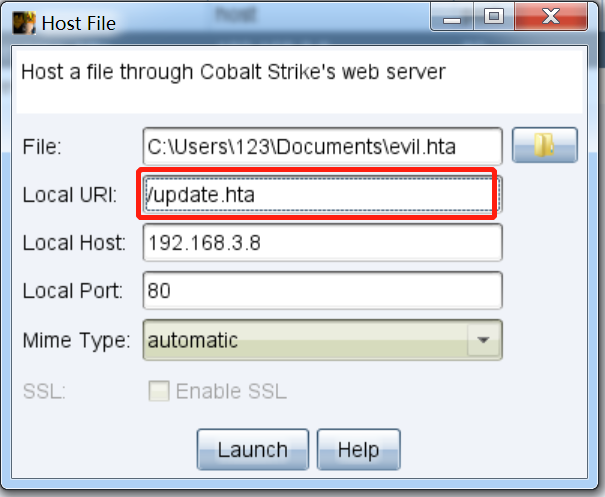 host
Host File
Host a file through Cobalt Strike's web server
File: C:\Users\123\Documents\evil.hta
Local URI: /update.hta
Local Host: 192.168.3.8
Local Port: 80
Mime Type: automatic
SSL: Enable SSL
Launch Help